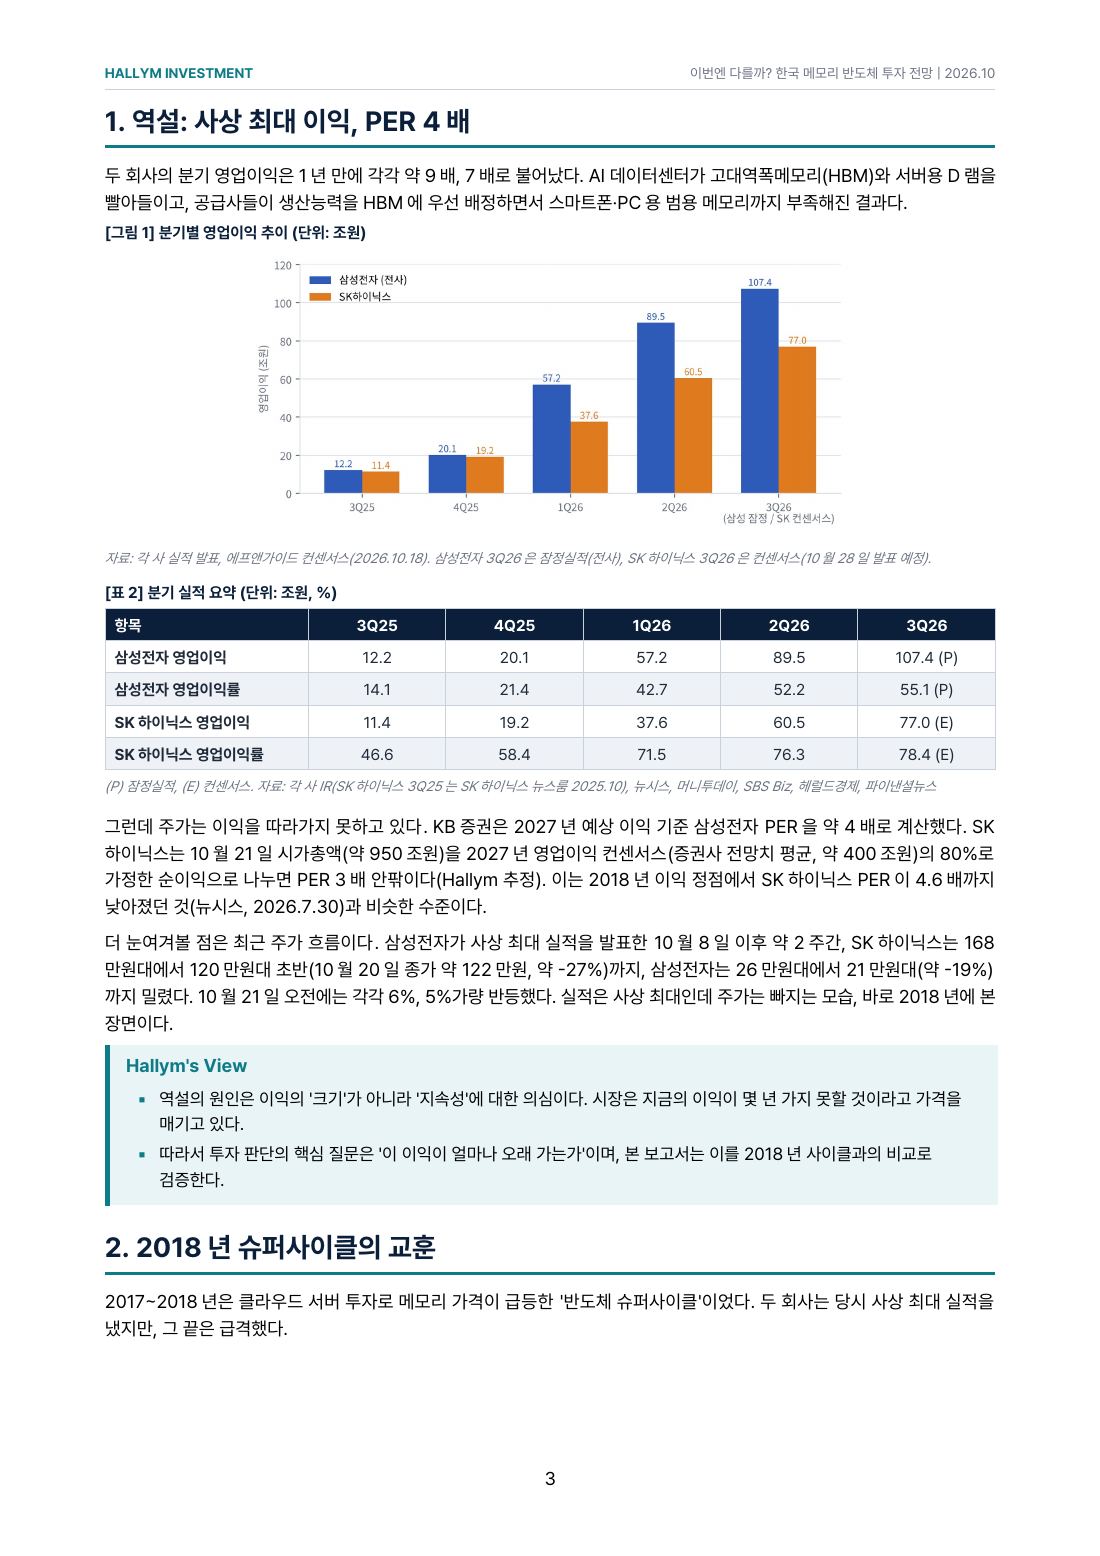 HALLYM INVESTMENT
이번엔 다를까? 한국 메모리 반도체 투자 전망 | 2026.10
1. 역설: 사상 최대 이익, PER 4 배
두 회사의 분기 영업이익은 1 년 만에 각각 약 9 배, 7 배로 불어났다. AI 데이터센터가 고대역폭메모리(HBM)와 서버용 D 램을
빨아들이고, 공급사들이 생산능력을 HBM 에 우선 배정하면서 스마트폰·PC 용 범용 메모리까지 부족해진 결과다.
[그림 1] 분기별 영업이익 추이 (단위: 조원)
삼성전자 (전사)
SK하이닉스
영업이익 (조원)
120
100
80
60
40
20
0
12.2 11.4
20.1 19.2
57.2 37.6
89.5 60.5
107.4 77.0
3Q25 4Q25 1Q26 2Q26 3Q26
(삼성 잠정 / SK 컨센서스)
자료: 각 사 실적 발표, 에프앤가이드 컨센서스(2026.10.18). 삼성전자 3Q26 은 잠정실적(전사), SK 하이닉스 3Q26 은 컨센서스(10 월 28 일 발표 예정).
[표 2] 분기 실적 요약 (단위: 조원, %)
항목 3Q25 4Q25 1Q26 2Q26 3Q26
삼성전자 영업이익 12.2 20.1 57.2 89.5 107.4 (P)
삼성전자 영업이익률 14.1 21.4 42.7 52.2 55.1 (P)
SK 하이닉스 영업이익 11.4 19.2 37.6 60.5 77.0 (E)
SK 하이닉스 영업이익률 46.6 58.4 71.5 76.3 78.4 (E)
(P) 잠정실적, (E) 컨센서스. 자료: 각 사 IR(SK 하이닉스 3Q25 는 SK 하이닉스 뉴스룸 2025.10), 뉴시스, 머니투데이, SBS Biz, 헤럴드경제, 파이낸셜뉴스
그런데 주가는 이익을 따라가지 못하고 있다. KB 증권은 2027 년 예상 이익 기준 삼성전자 PER 을 약 4 배로 계산했다. SK
하이닉스는 10 월 21 일 시가총액(약 950 조원)을 2027 년 영업이익 컨센서스(증권사 전망치 평균, 약 400 조원)의 80%로
가정한 순이익으로 나누면 PER 3 배 안팎이다(Hallym 추정). 이는 2018 년 이익 정점에서 SK 하이닉스 PER 이 4.6 배까지
낮아졌던 것(뉴시스, 2026.7.30)과 비슷한 수준이다.
더 눈여겨볼 점은 최근 주가 흐름이다. 삼성전자가 사상 최대 실적을 발표한 10 월 8 일 이후 약 2 주간, SK 하이닉스는 168
만원대에서 120 만원대 초반(10 월 20 일 종가 약 122 만원, 약 -27%)까지, 삼성전자는 26 만원대에서 21 만원대(약 -19%)
까지 밀렸다. 10 월 21 일 오전에는 각각 6%, 5%가량 반등했다. 실적은 사상 최대인데 주가는 빠지는 모습, 바로 2018 년에 본
장면이다.
Hallym's View
▪ 역설의 원인은 이익의 '크기'가 아니라 '지속성'에 대한 의심이다. 시장은 지금의 이익이 몇 년 가지 못할 것이라고 가격을
매기고 있다.
▪ 따라서 투자 판단의 핵심 질문은 '이 이익이 얼마나 오래 가는가'이며, 본 보고서는 이를 2018 년 사이클과의 비교로
검증한다.
2. 2018 년 슈퍼사이클의 교훈
2017~2018 년은 클라우드 서버 투자로 메모리 가격이 급등한 '반도체 슈퍼사이클'이었다. 두 회사는 당시 사상 최대 실적을
냈지만, 그 끝은 급격했다.
3